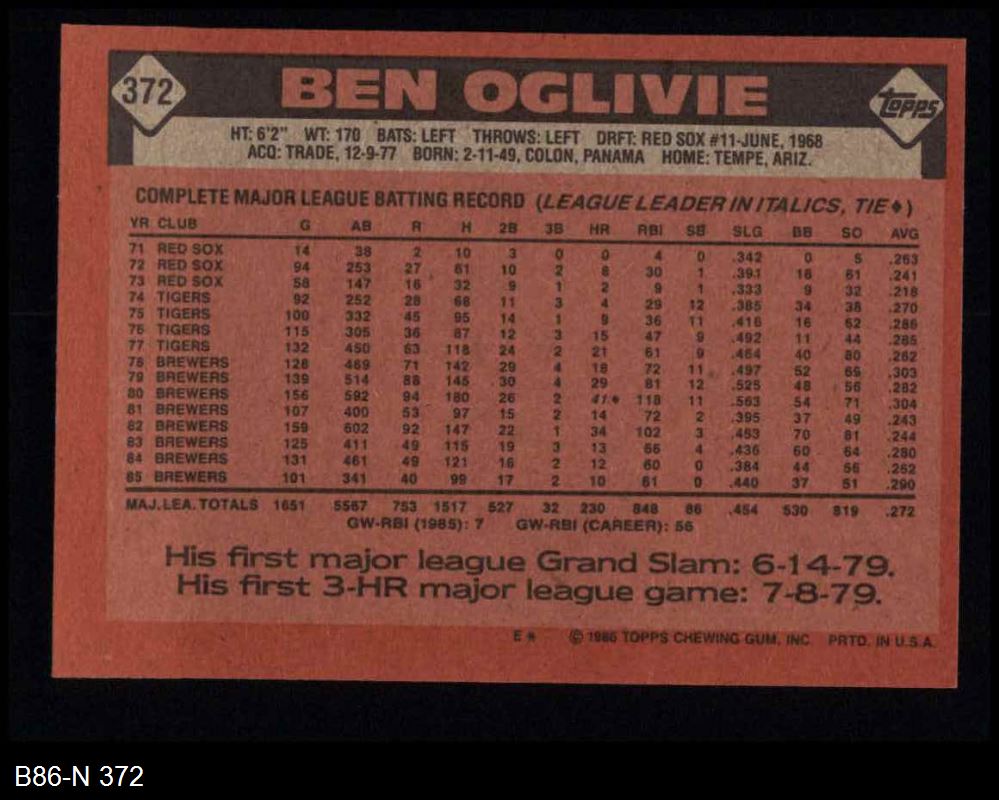 372
BEN OGLIVIE
TOPPS
HT: 6'2" WT: 170 BATS: LEFT THROWS: LEFT DRFT: RED SOX #11-JUNE, 1968
ACQ: TRADE, 12-9-77 BORN: 2-11-49, COLON, PANAMA HOME: TEMPE, ARIZ.
COMPLETE MAJOR LEAGUE BATTING RECORD (LEAGUE LEADER IN ITALICS, TIE♦)
YR CLUB G AB R H 2B 3B HR RBI SB SLG BB SO AVG
71 RED SOX 14 38 2 10 3 0 0 4 0 .342 0 5 .263
72 RED SOX 94 253 27 61 10 2 8 30 1 .391 18 61 .241
73 RED SOX 58 147 16 32 9 1 2 9 1 .333 9 32 .218
74 TIGERS 92 252 28 68 11 3 4 29 12 .385 34 38 .270
75 TIGERS 100 332 45 95 14 1 9 36 11 .416 16 62 .286
76 TIGERS 115 305 36 87 12 3 15 47 9 .492 11 44 .285
77 TIGERS 132 450 63 118 24 2 21 61 9 .464 40 80 .262
78 BREWERS 128 469 71 142 29 4 18 72 11 .497 52 69 .303
79 BREWERS 139 514 88 145 30 4 29 81 12 .525 48 56 .282
80 BREWERS 156 592 94 180 26 2 41♦ 118 11 .563 54 71 .304
81 BREWERS 107 400 53 97 15 2 14 72 2 .395 37 49 .243
82 BREWERS 159 602 92 147 22 1 34 102 3 .453 70 81 .244
83 BREWERS 125 411 49 115 19 3 13 66 4 .436 60 64 .280
84 BREWERS 131 461 49 121 16 2 12 60 0 .384 44 56 .262
85 BREWERS 101 341 40 99 17 2 10 61 0 .440 37 51 .290
MAJ. LEA. TOTALS 1651 5567 753 1517 527 32 230 848 86 .454 530 819 .272
GW-RBI (1985): 7 GW-RBI (CAREER): 56
His first major league Grand Slam: 6-14-79.
His first 3-HR major league game: 7-8-79.
E* © 1986 TOPPS CHEWING GUM, INC. PRTD. IN U.S.A.
B86-N 372